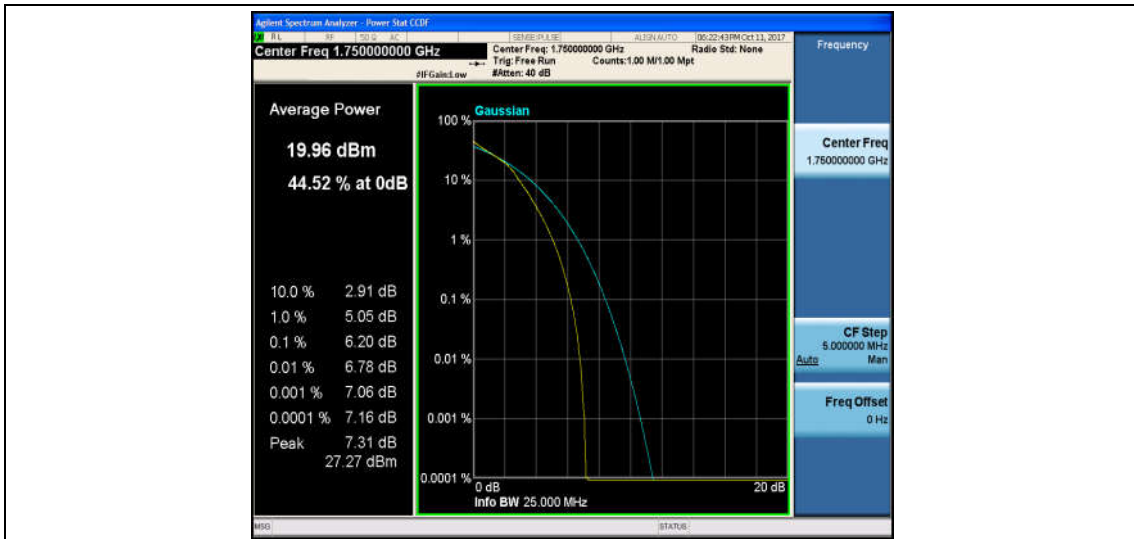 Agilent Spectrum Analyzer - Power Stat CCDF
RL RF 50 Ω AC SENSE:PULSE ALIGN AUTO 06:22:43 PM Oct 11, 2017
Center Freq 1.750000000 GHz
Center Freq: 1.750000000 GHz Radio Std: None
Trig: Free Run Counts:1.00 M/1.00 Mpt
#IFGain:Low #Atten: 40 dB
Frequency
Average Power
19.96 dBm
44.52 % at 0dB
10.0 % 2.91 dB
1.0 % 5.05 dB
0.1 % 6.20 dB
0.01 % 6.78 dB
0.001 % 7.06 dB
0.0001 % 7.16 dB
Peak 7.31 dB
27.27 dBm
Gaussian
100 %
10 %
1 %
0.1 %
0.01 %
0.001 %
0.0001 %
0 dB 20 dB
Info BW 25.000 MHz
Center Freq
1.750000000 GHz
CF Step
5.000000 MHz
Auto Man
Freq Offset
0 Hz
MSG STATUS